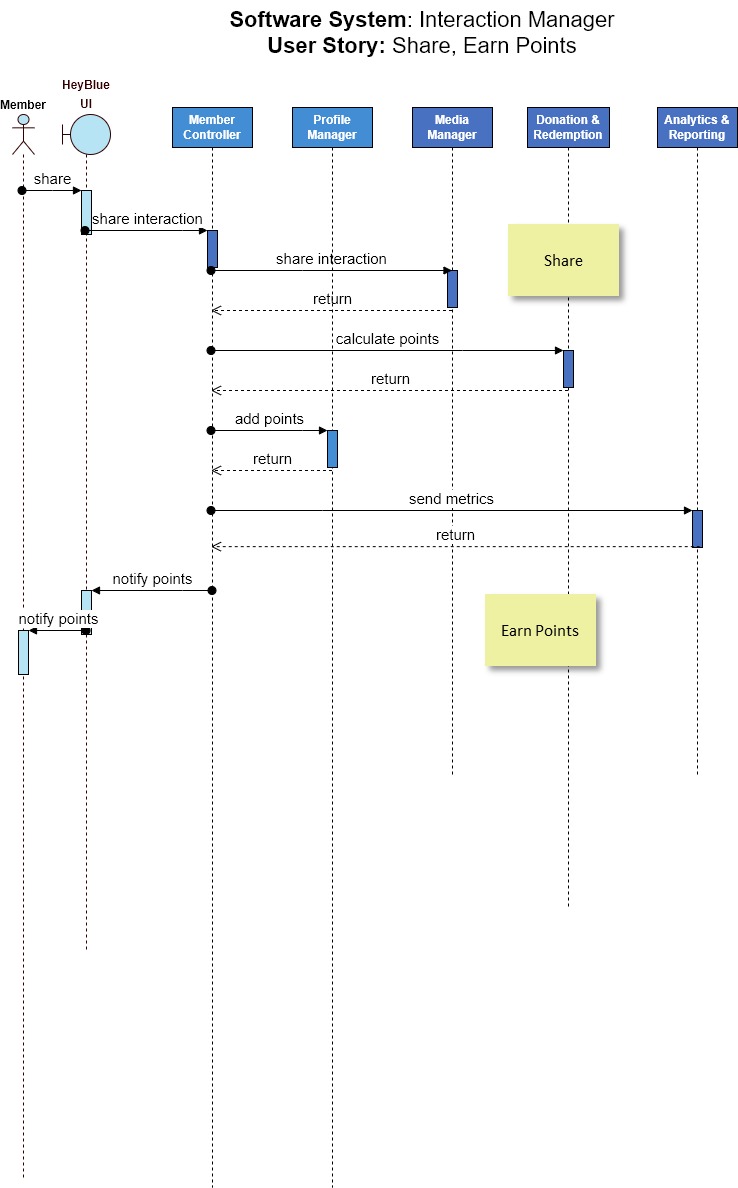 Software System: Interaction Manager
User Story: Share, Earn Points
HeyBlue
UI
Member
Member
Controller
Profile
Manager
Media
Manager
Donation &
Redemption
Analytics &
Reporting
share
share interaction
Share
share interaction
return
calculate points
return
add points
return
send metrics
return
notify points
notify points
Earn Points